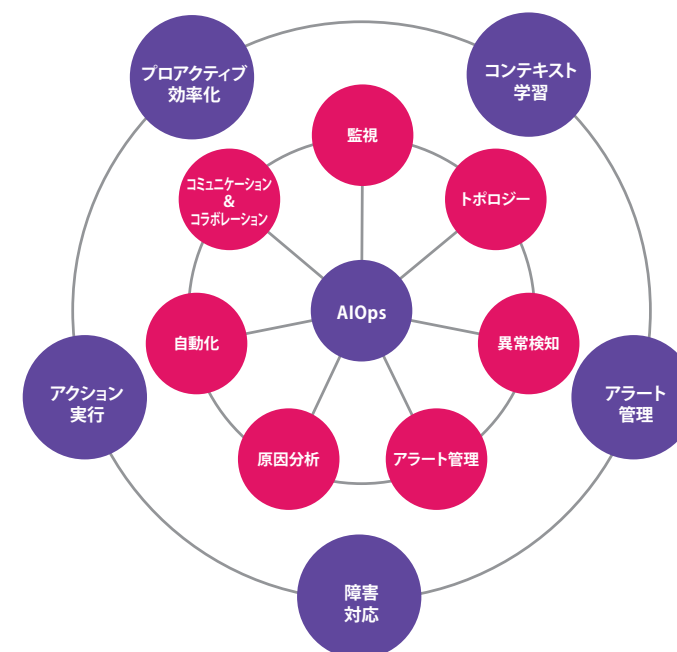 プロアクティブ
効率化
コンテキスト
学習
監視
コミュニケーション
&
コラボレーション
トポロジー
AIOps
自動化
異常検知
アクション
実行
アラート
管理
原因分析
アラート管理
障害
対応